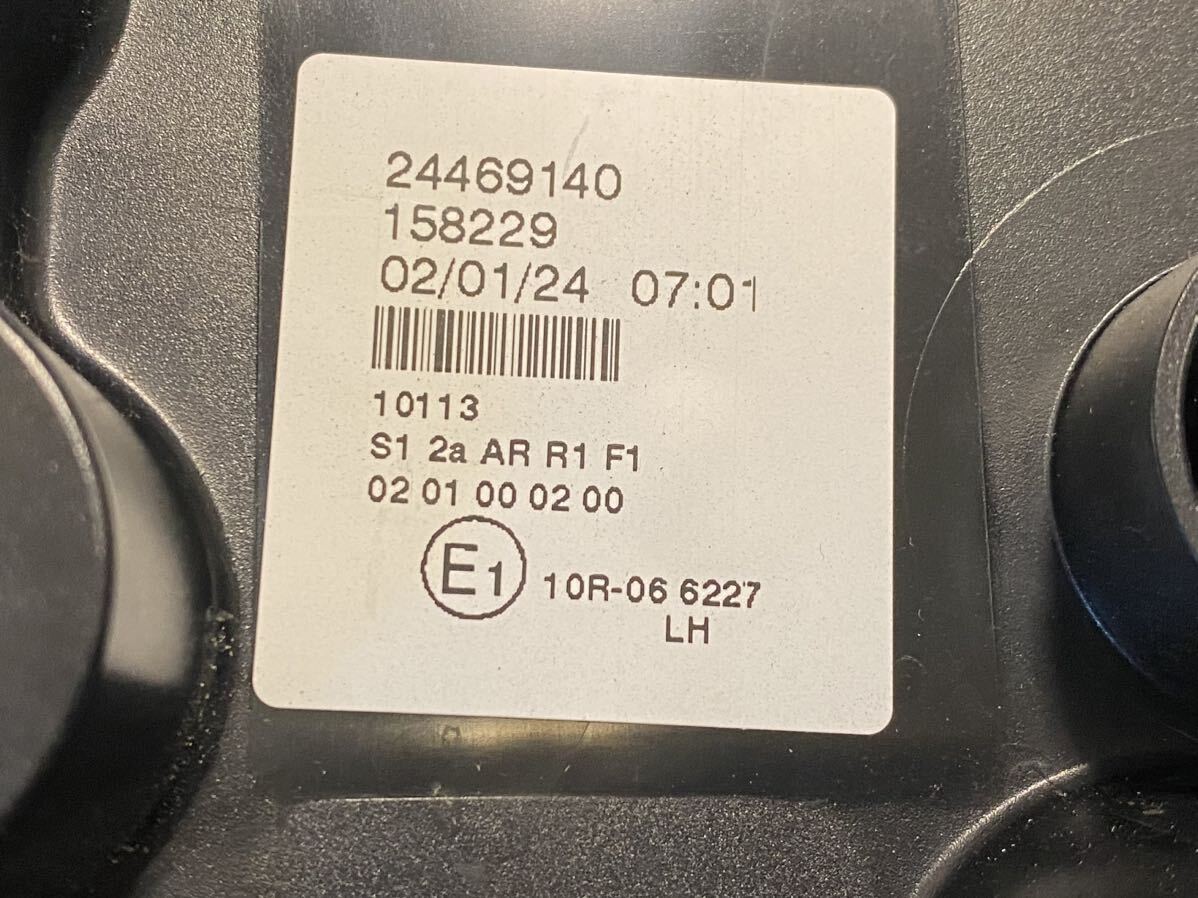 24469140
158229
02/01/24 07:01
10113
S1 2a AR R1 F1
02 01 00 02 00
E1 10R-06 6227
LH